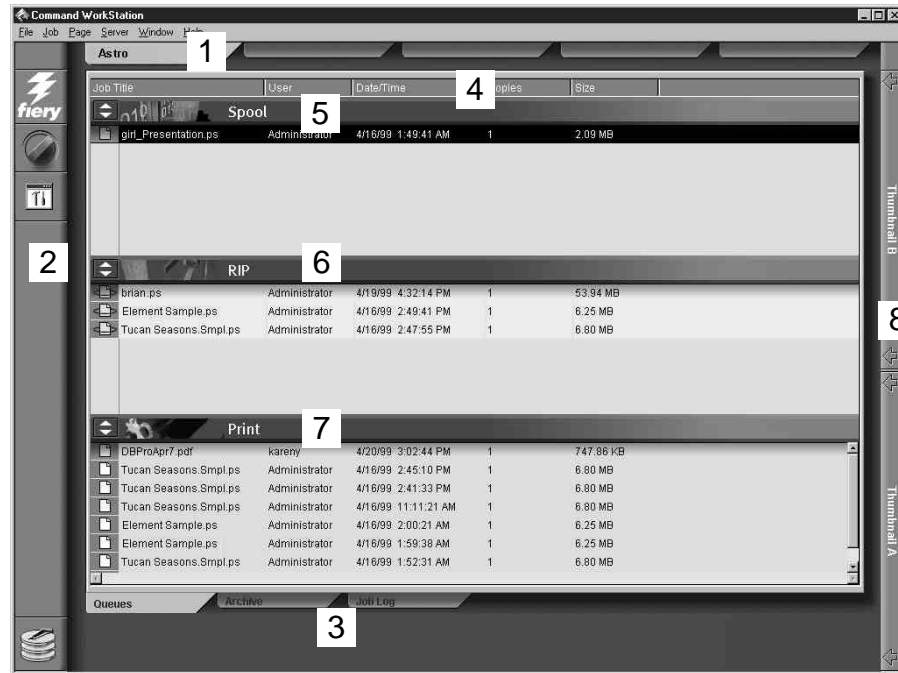 Command WorkStation
File Job Page Server Window Help
1
Astro
Job Title User Date/Time 4 opies Size
fiery
5
Spool
girl_Presentation.ps Administrator 4/16/99 1:49:41 AM 1 2.09 MB
Thumbnail B
2
6
RIP
brian.ps Administrator 4/19/99 4:32:14 PM 1 53.94 MB
Element Sample.ps Administrator 4/16/99 2:49:41 PM 1 6.25 MB
8
Tucan Seasons.Smpl.ps Administrator 4/16/99 2:47:55 PM 1 6.80 MB
7
Print
DBProApr7.pdf kareny 4/20/99 3:02:44 PM 1 747.86 KB
Tucan Seasons.Smpl.ps Administrator 4/16/99 2:45:10 PM 1 6.80 MB
Tucan Seasons.Smpl.ps Administrator 4/16/99 2:41:33 PM 1 6.80 MB
Tucan Seasons.Smpl.ps Administrator 4/16/99 11:11:21 AM 1 6.80 MB
Element Sample.ps Administrator 4/16/99 2:00:21 AM 1 6.25 MB
Element Sample.ps Administrator 4/16/99 1:59:38 AM 1 6.25 MB
Tucan Seasons.Smpl.ps Administrator 4/16/99 1:52:31 AM 1 6.80 MB
Thumbnail A
Queues Archive Job Log
3